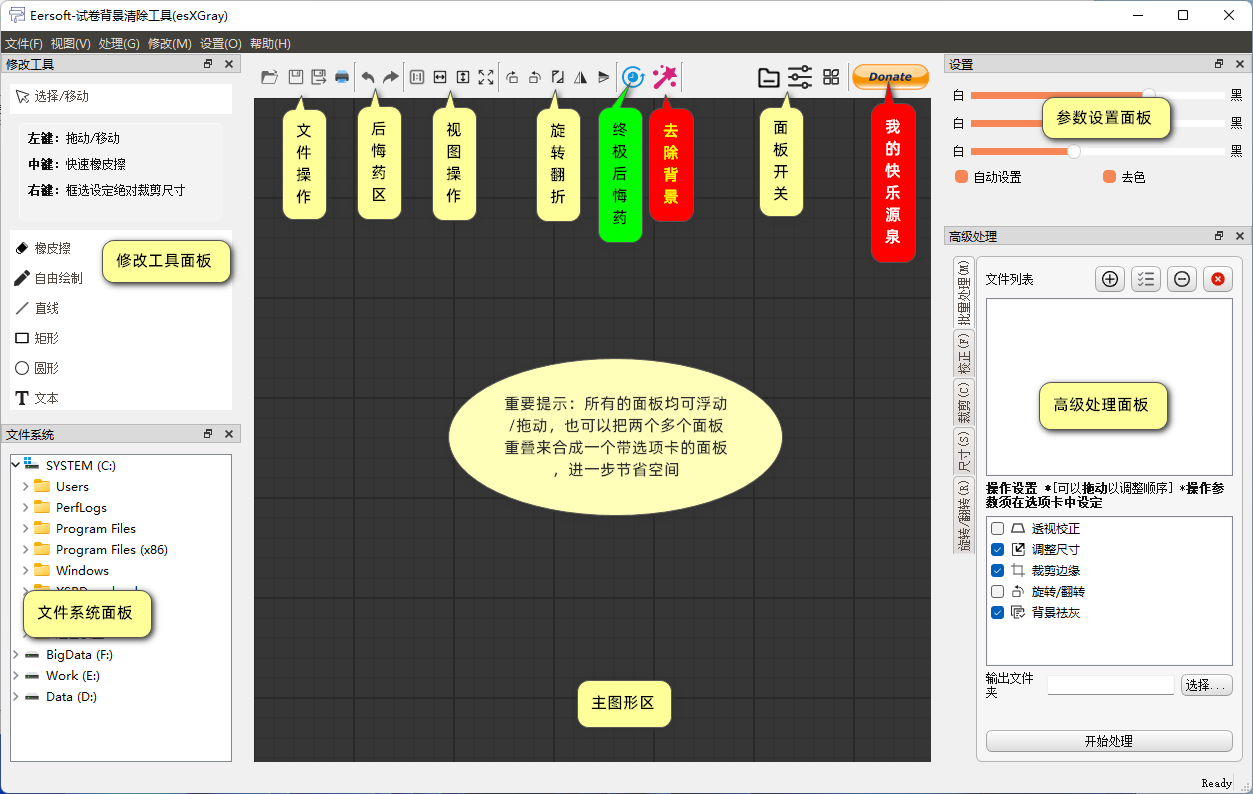 Eersoft-试卷背景清除工具(esXGray)
文件(F) 视图(V) 处理(G) 修改(M) 设置(O) 帮助(H)
修改工具
选择/移动
左键：拖动/移动
中键：快速橡皮擦
右键：框选设定绝对裁剪尺寸
橡皮擦
自由绘制
直线
矩形
圆形
T 文本
修改工具面板
文件系统
SYSTEM (C:)
Users
PerfLogs
Program Files
Program Files (x86)
Windows
文件系统面板
BigData (F:)
Work (E:)
Data (D:)
1:1
Donate
文件操作
后悔药区
视图操作
旋转翻折
终极后悔药
去除背景
面板开关
我的快乐源泉
重要提示：所有的面板均可浮动
/拖动，也可以把两个多个面板
重叠来合成一个带选项卡的面板
，进一步节省空间
主图形区
设置
白 黑
白 黑
白 黑
参数设置面板
自动设置 去色
高级处理
批里处理(M)
校正(F)
裁剪(C)
尺寸(S)
旋转/翻转(R)
文件列表
高级处理面板
操作设置 *[可以拖动以调整顺序] *操作参
数须在选项卡中设定
透视校正
调整尺寸
裁剪边缘
旋转/翻转
背景祛灰
输出文件
夹
选择...
开始处理
Ready